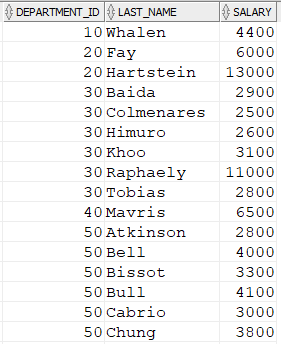 DEPARTMENT_ID LAST_NAME SALARY
10 Whalen 4400
20 Fay 6000
20 Hartstein 13000
30 Baida 2900
30 Colmenares 2500
30 Himuro 2600
30 Khoo 3100
30 Raphaely 11000
30 Tobias 2800
40 Mavris 6500
50 Atkinson 2800
50 Bell 4000
50 Bissot 3300
50 Bull 4100
50 Cabrio 3000
50 Chung 3800